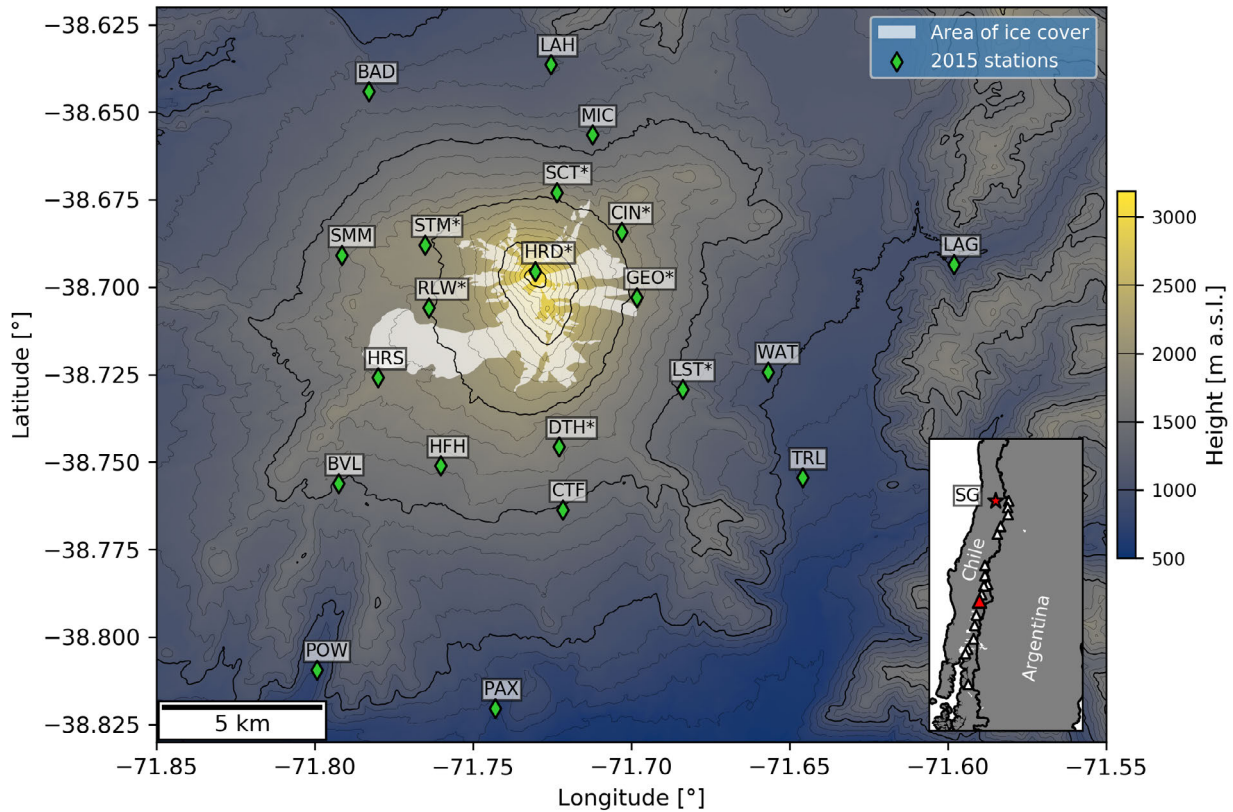 −38.625
−38.650
−38.675
−38.700
−38.725
−38.750
−38.775
−38.800
−38.825
Latitude [°]
Area of ice cover
2015 stations
LAH
BAD
MIC
SCT*
CIN*
STM*
SMM
HRD*
LAG
GEO*
RLW*
HRS
WAT
LST*
DTH*
HFH
BVL
TRL
CTF
POW
PAX
5 km
SG
Chile
Argentina
3000
2500
2000
1500
1000
500
Height [m a.s.l.]
−71.85
−71.80
−71.75
−71.70
−71.65
−71.60
−71.55
Longitude [°]